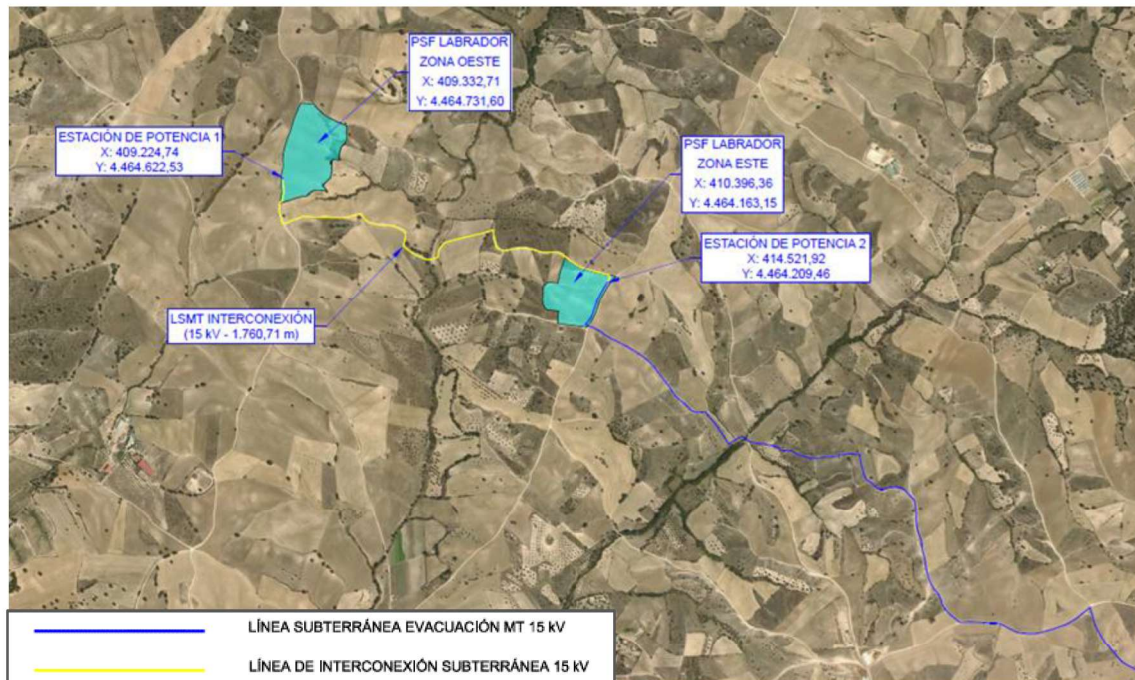 PSF LABRADOR
ZONA OESTE
X: 409.332,71
Y: 4.464.731,60
ESTACIÓN DE POTENCIA 1
X: 409.224,74
Y: 4.464.622,53
PSF LABRADOR
ZONA ESTE
X: 410.396,36
Y: 4.464.163,15
ESTACIÓN DE POTENCIA 2
X: 414.521,92
Y: 4.464.209,46
LSMT INTERCONEXIÓN
(15 kV - 1.760,71 m)
LÍNEA SUBTERRÁNEA EVACUACIÓN MT 15 kV
LÍNEA DE INTERCONEXIÓN SUBTERRÁNEA 15 kV